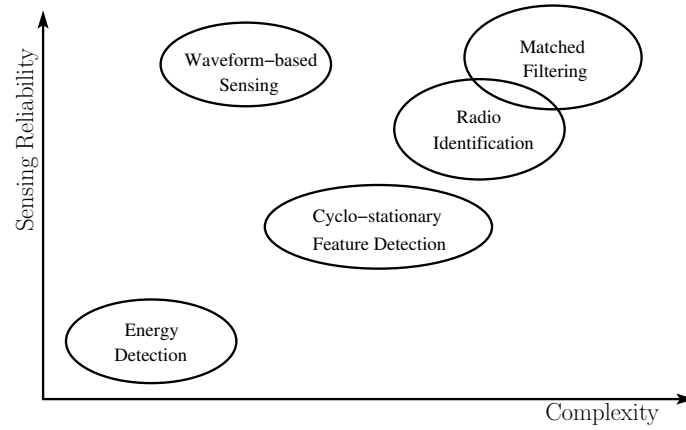 Sensing Reliability
Waveform−based
Sensing
Matched
Filtering
Radio
Identification
Cyclo−stationary
Feature Detection
Energy
Detection
Complexity